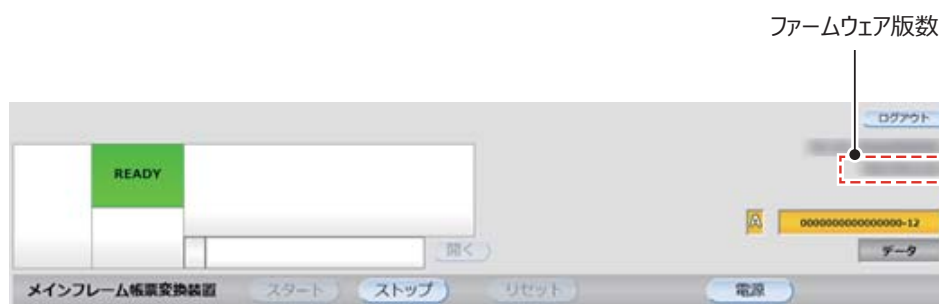 ファームウェア版数
ログアウト
READY
A
0000000000000000-12
開く
データ
メインフレーム帳票変換装置
スタート
ストップ
リセット
電源